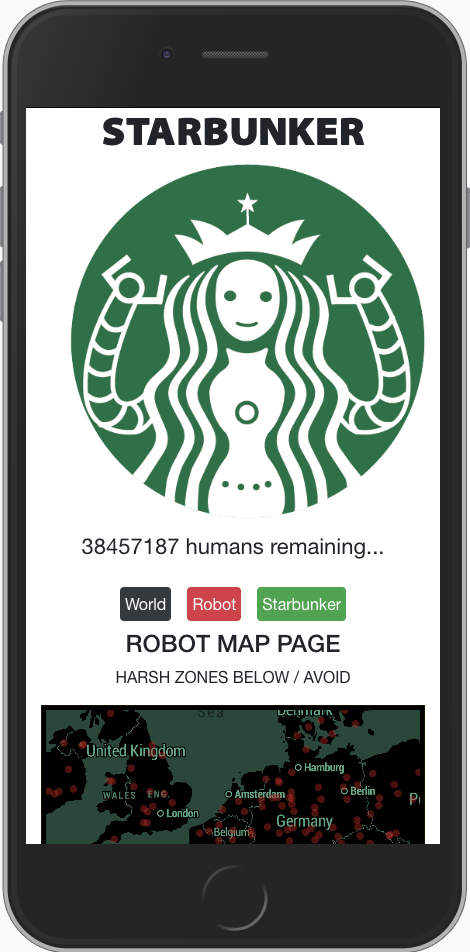 STARBUNKER
38457187 humans remaining...
World Robot Starbunker
ROBOT MAP PAGE
HARSH ZONES BELOW / AVOID
Sea
Denmark
United Kingdom
Hamburg
WALES ENG.
Amsterdam
Berlin
London
Germany
Belgium